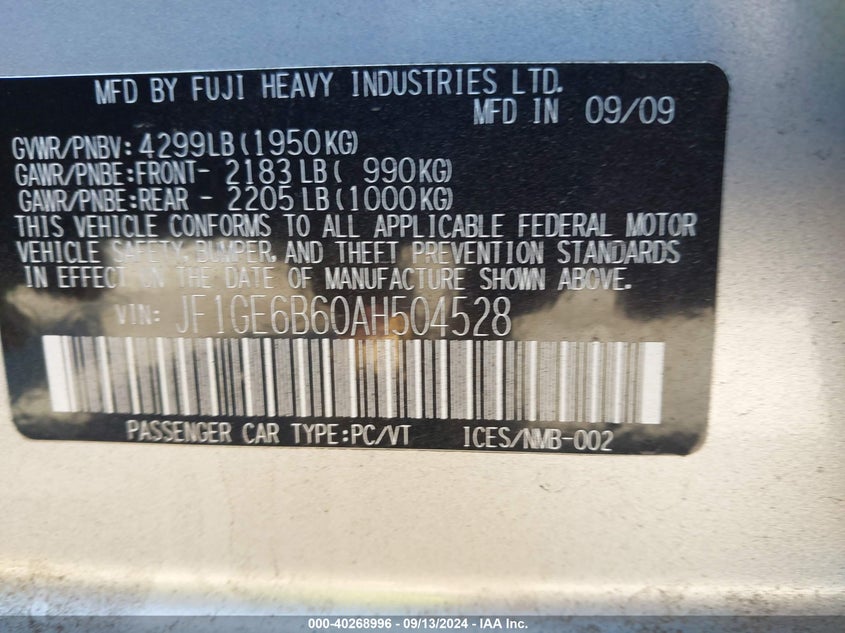 MFD BY FUJI HEAVY INDUSTRIES LTD.
MFD IN 09/09
GVWR/PNBV: 4299LB (1950KG)
GAWR/PNBE:FRONT- 2183LB( 990KG)
GAWR/PNBE:REAR - 2205LB(1000KG)
THIS VEHICLE CONFORMS TO ALL APPLICABLE FEDERAL MOTOR
VEHICLE SAFETY, BUMPER, AND THEFT PREVENTION STANDARDS
IN EFFECT ON THE DATE OF MANUFACTURE SHOWN ABOVE.
VIN: JF1GE6B60AH504528
PASSENGER CAR TYPE:PC/VT ICES/NMB-002
000-40268996 - 09/13/2024 - IAA Inc.